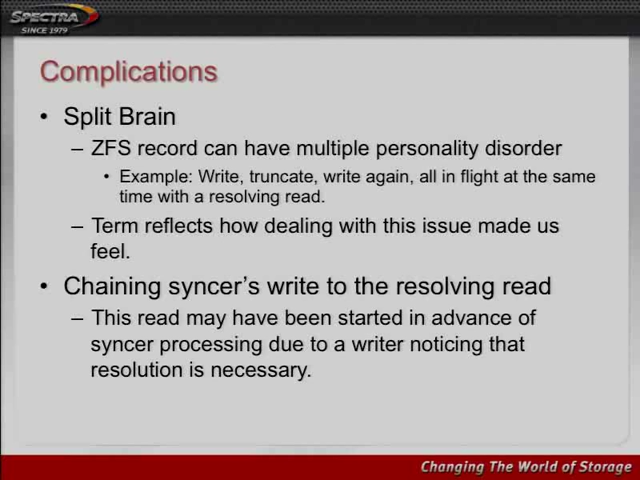 SPECTRA
SINCE 1979
Complications
• Split Brain
– ZFS record can have multiple personality disorder
• Example: Write, truncate, write again, all in flight at the same
time with a resolving read.
– Term reflects how dealing with this issue made us
feel.
• Chaining syncer's write to the resolving read
– This read may have been started in advance of
syncer processing due to a writer noticing that
resolution is necessary.
Changing The World of Storage